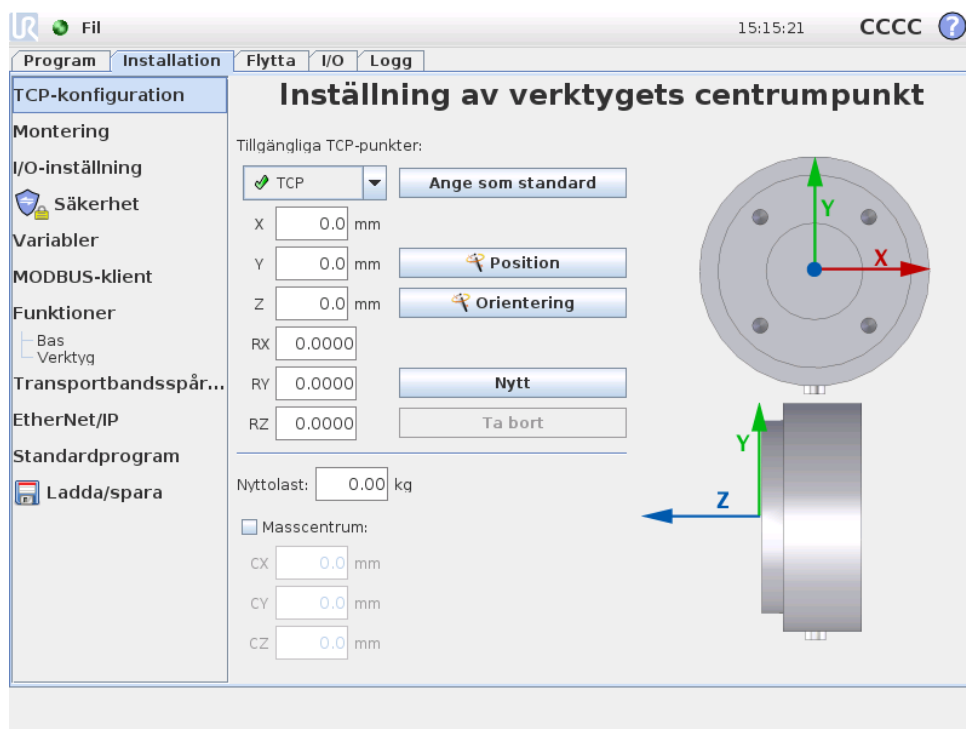 UR Fil 15:15:21 CCCC ?
Program Installation Flytta I/O Logg
TCP-konfiguration
Montering
I/O-inställning
Säkerhet
Variabler
MODBUS-klient
Funktioner
Bas
Verktyg
Transportbandsspår...
EtherNet/IP
Standardprogram
Ladda/spara
Inställning av verktygets centrumpunkt
Tillgängliga TCP-punkter:
TCP Ange som standard
X 0.0 mm
Y 0.0 mm Position
Z 0.0 mm Orientering
RX 0.0000
RY 0.0000 Nytt
RZ 0.0000 Ta bort
Nyttolast: 0.00 kg
Masscentrum:
CX 0.0 mm
CY 0.0 mm
CZ 0.0 mm
Y
X
Y
Z